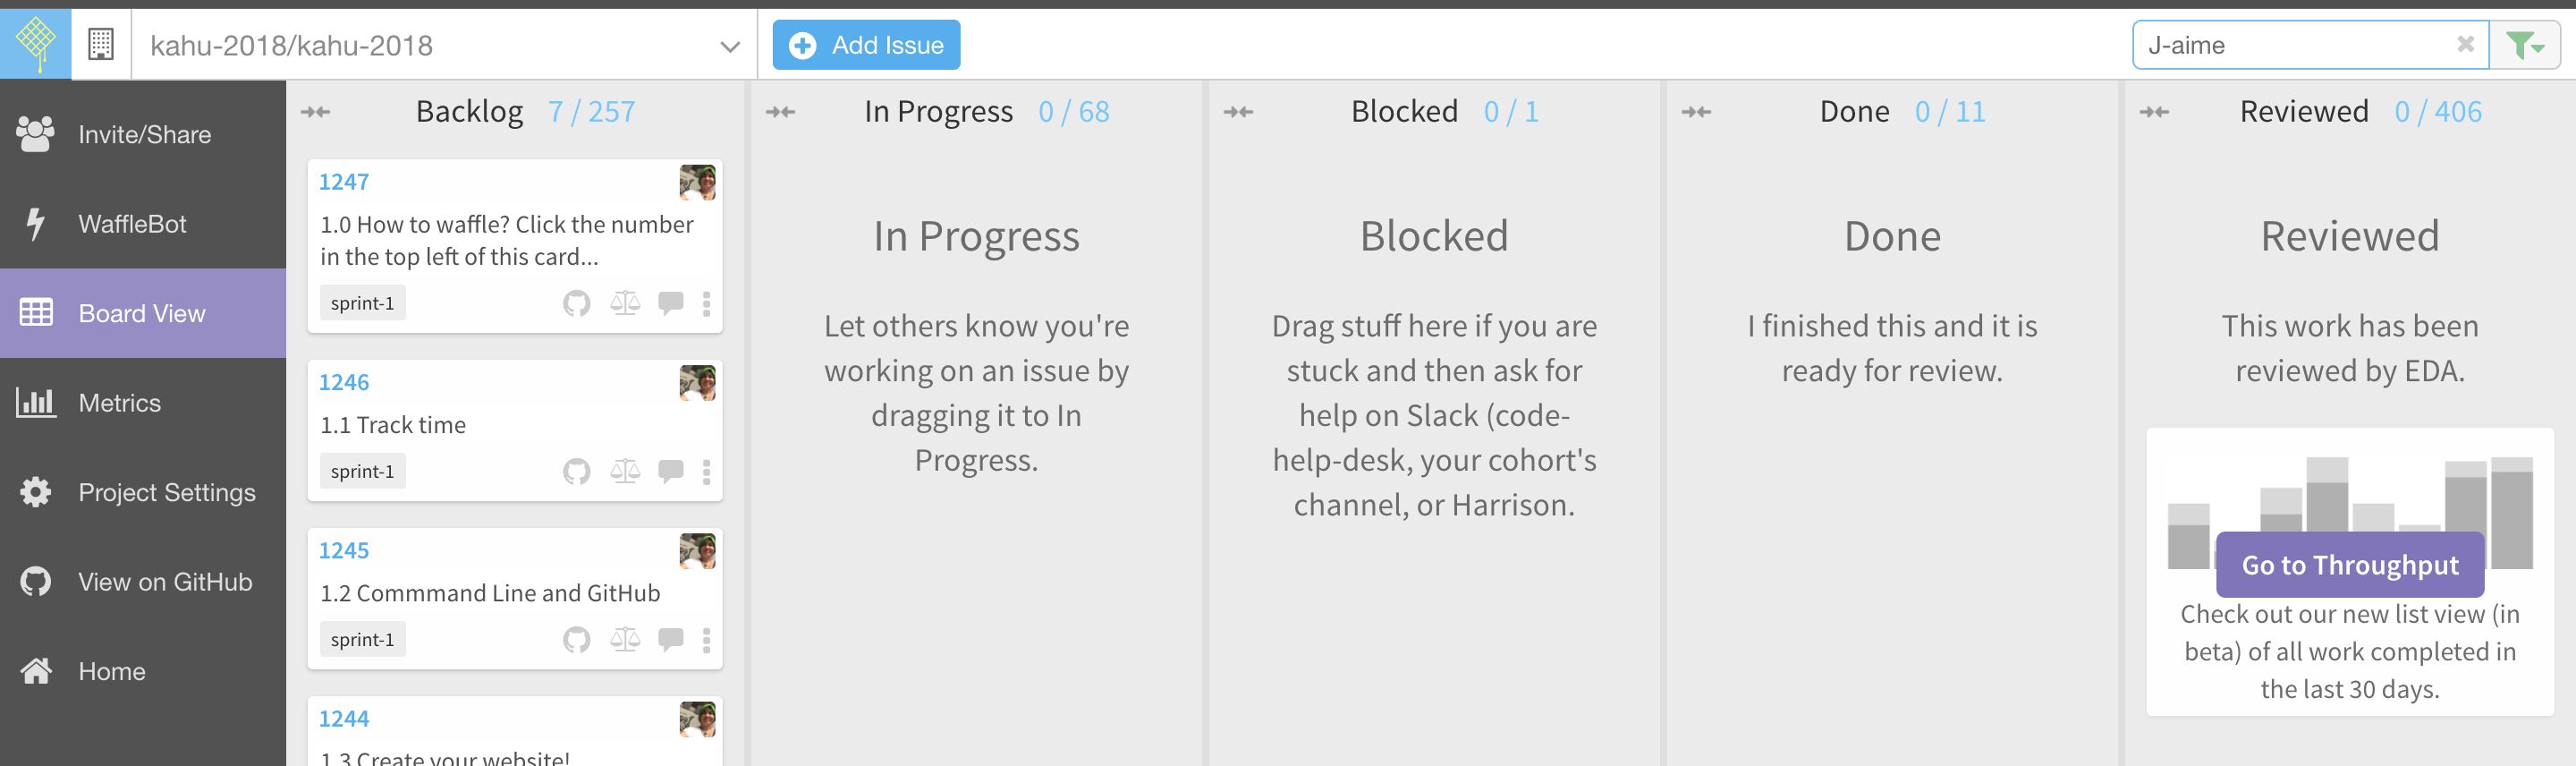 kahu-2018/kahu-2018
Add Issue
J-aime
Invite/Share
WaffleBot
Board View
Metrics
Project Settings
View on GitHub
Home
Backlog 7 / 257
1247
1.0 How to waffle? Click the number
in the top left of this card...
sprint-1
1246
1.1 Track time
sprint-1
1245
1.2 Commmand Line and GitHub
sprint-1
1244
1.3 Create your website!
In Progress 0 / 68
In Progress
Let others know you're
working on an issue by
dragging it to In
Progress.
Blocked 0 / 1
Blocked
Drag stuff here if you are
stuck and then ask for
help on Slack (code-
help-desk, your cohort's
channel, or Harrison.
Done 0 / 11
Done
I finished this and it is
ready for review.
Reviewed 0 / 406
Reviewed
This work has been
reviewed by EDA.
Go to Throughput
Check out our new list view (in
beta) of all work completed in
the last 30 days.